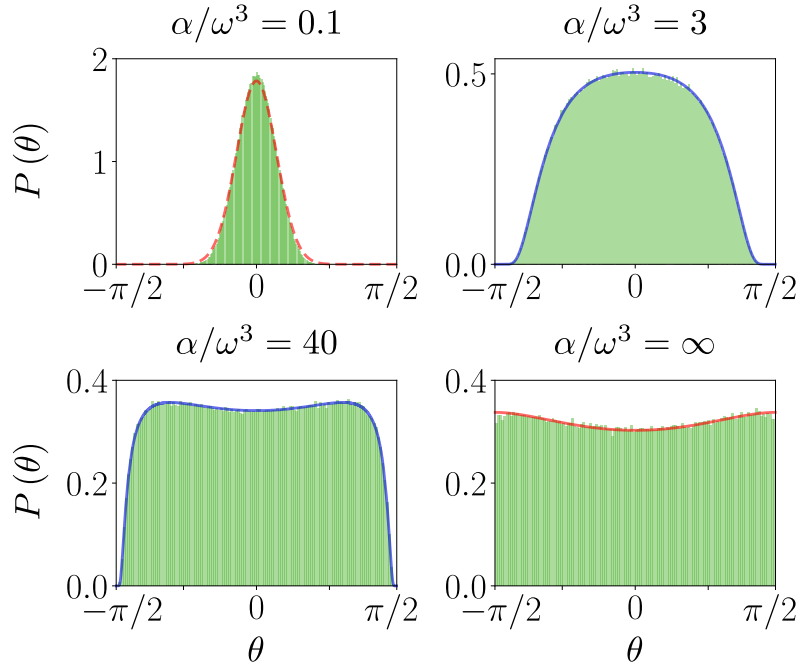 α/ω³ = 0.1
α/ω³ = 3
P(θ)
2
1
0
−π/2
0
π/2
0.5
0.0
−π/2
0
π/2
α/ω³ = 40
α/ω³ = ∞
P(θ)
0.4
0.2
0.0
−π/2
0
π/2
θ
0.4
0.2
0.0
−π/2
0
π/2
θ